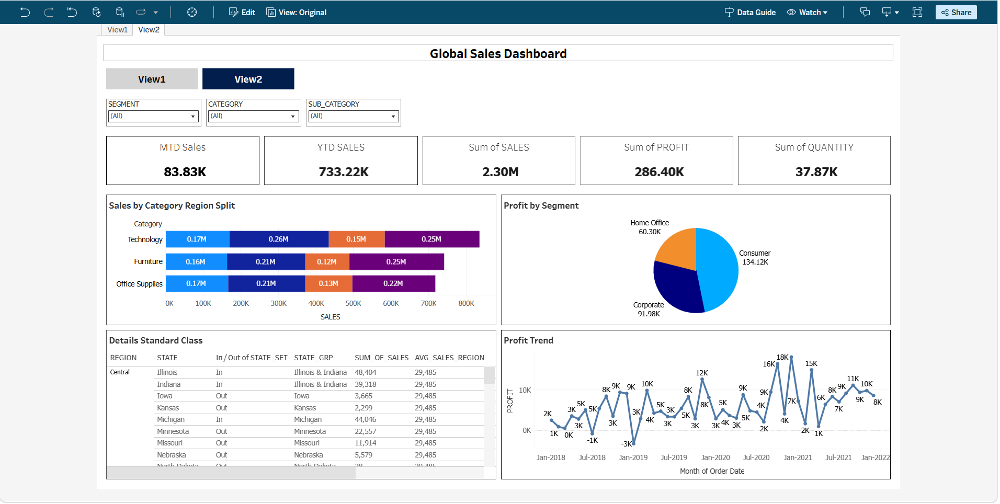 Edit
View: Original
Data Guide
Watch
Share
View1
View2
Global Sales Dashboard
View1
View2
SEGMENT
(All)
CATEGORY
(All)
SUB_CATEGORY
(All)
MTD Sales
83.83K
YTD SALES
733.22K
Sum of SALES
2.30M
Sum of PROFIT
286.40K
Sum of QUANTITY
37.87K
Sales by Category Region Split
Category
Technology 0.17M 0.26M 0.15M 0.25M
Furniture 0.16M 0.21M 0.12M 0.25M
Office Supplies 0.17M 0.21M 0.13M 0.22M
0K 100K 200K 300K 400K 500K 600K 700K 800K
SALES
Profit by Segment
Home Office
60.30K
Consumer
134.12K
Corporate
91.98K
Details Standard Class
REGION STATE In / Out of STATE_SET STATE_GRP SUM_OF_SALES AVG_SALES_REGION
Central Illinois In Illinois & Indiana 48,404 29,485
Indiana In Illinois & Indiana 39,318 29,485
Iowa Out Iowa 3,665 29,485
Kansas Out Kansas 2,299 29,485
Michigan In Michigan 44,046 29,485
Minnesota Out Minnesota 22,557 29,485
Missouri Out Missouri 11,914 29,485
Nebraska Out Nebraska 5,579 29,485
North Dakota Out North Dakota 28 29,485
Profit Trend
PROFIT
10K
0K
2K 1K 0K 3K 3K 5K -1K 5K 8K 3K 9K 9K -3K 3K 10K 4K 5K 3K 3K 5K 8K 3K 12K 8K 3K 5K 4K 3K 9K 5K 4K 2K 9K 16K 4K 18K 7K 2K 15K 1K 6K 8K 7K 9K 11K 9K 10K 8K
Jan-2018 Jul-2018 Jan-2019 Jul-2019 Jan-2020 Jul-2020 Jan-2021 Jul-2021 Jan-2022
Month of Order Date